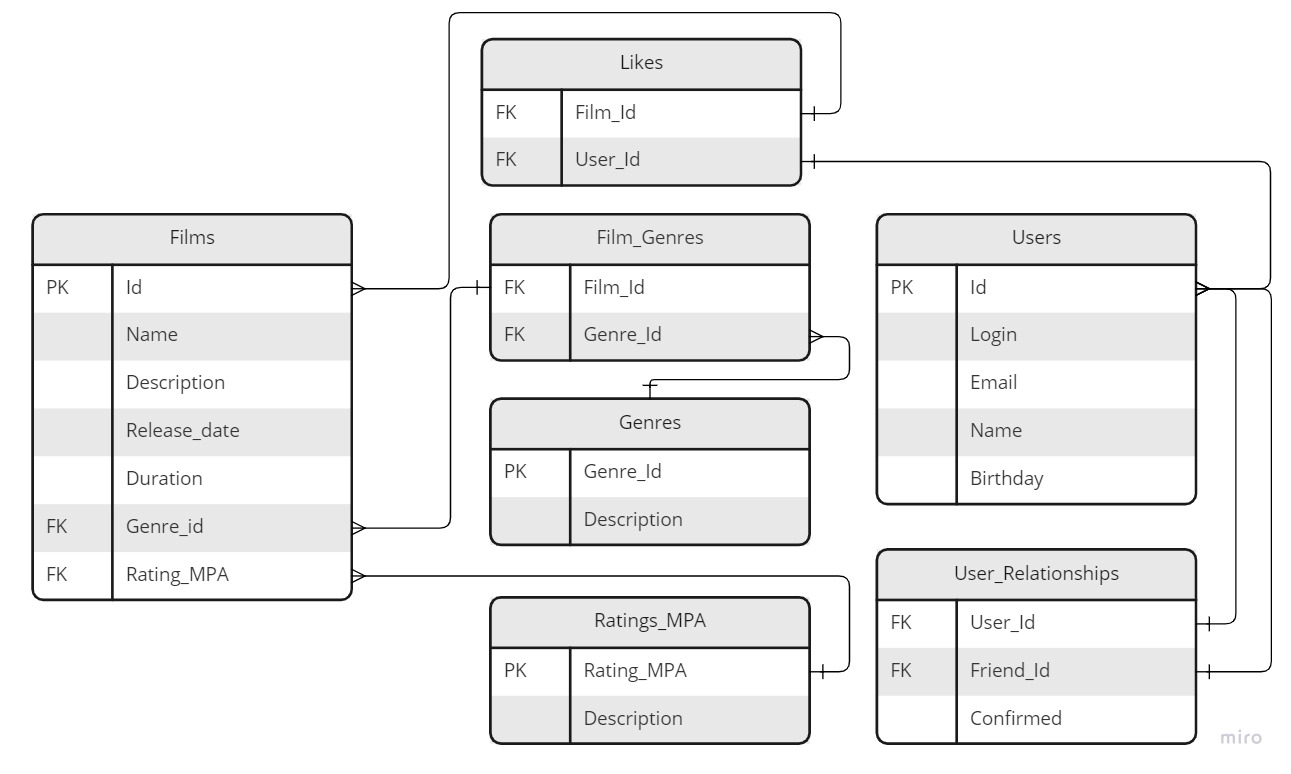 Likes
FK Film_Id
FK User_Id
Films
PK Id
Name
Description
Release_date
Duration
FK Genre_id
FK Rating_MPA
Film_Genres
FK Film_Id
FK Genre_Id
Genres
PK Genre_Id
Description
Ratings_MPA
PK Rating_MPA
Description
Users
PK Id
Login
Email
Name
Birthday
User_Relationships
FK User_Id
FK Friend_Id
Confirmed
miro